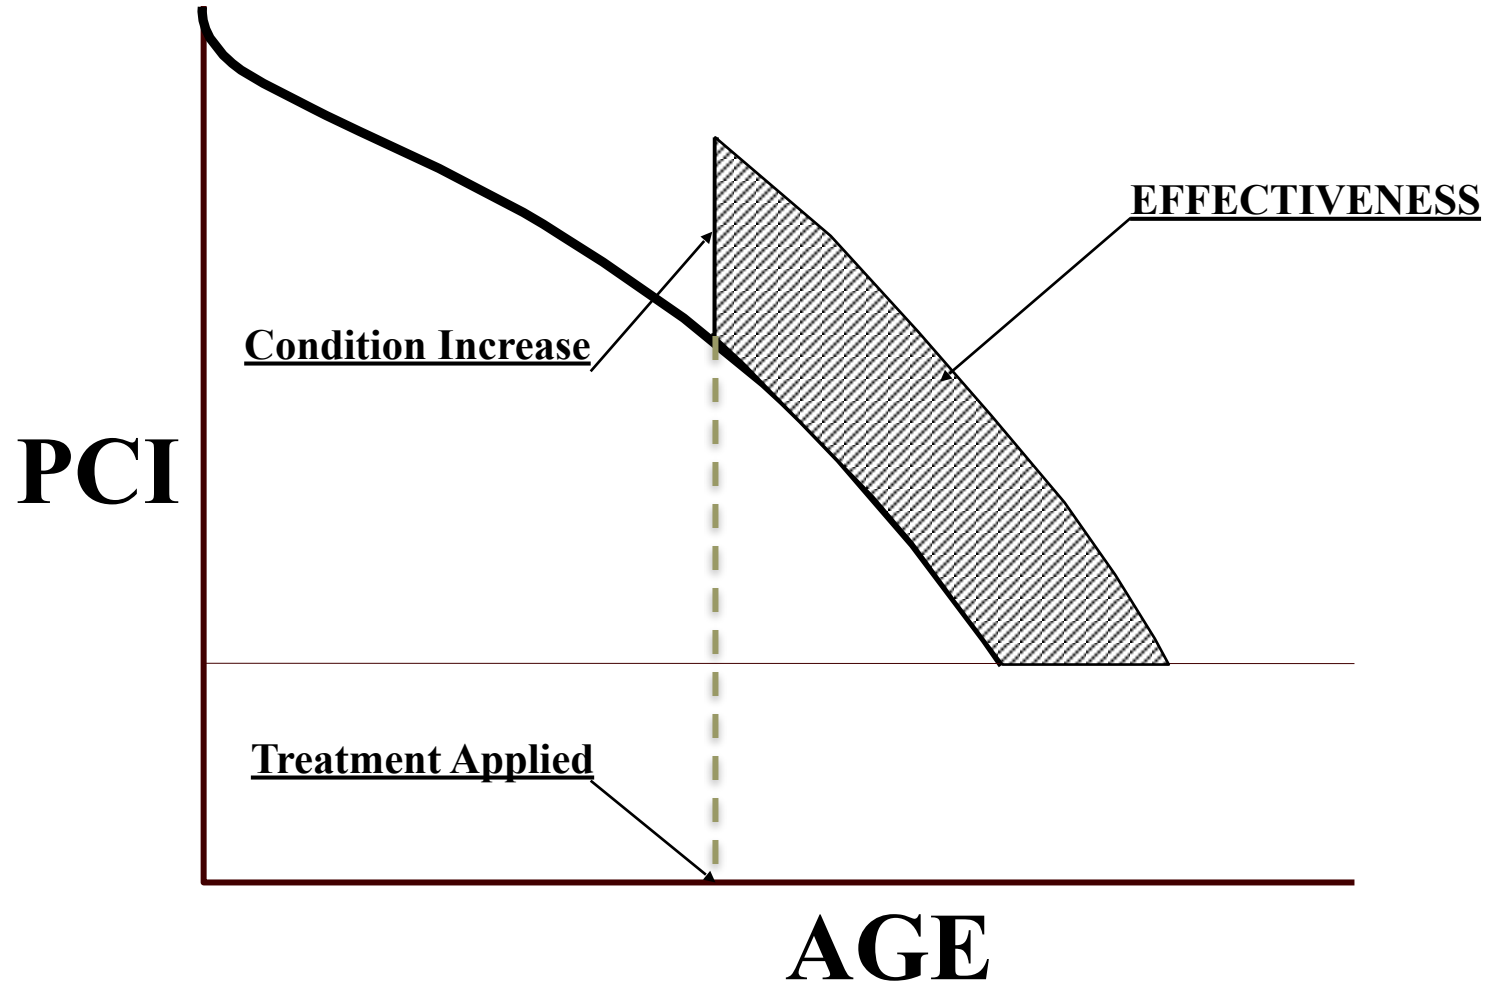 EFFECTIVENESS
Condition Increase
PCI
Treatment Applied
AGE